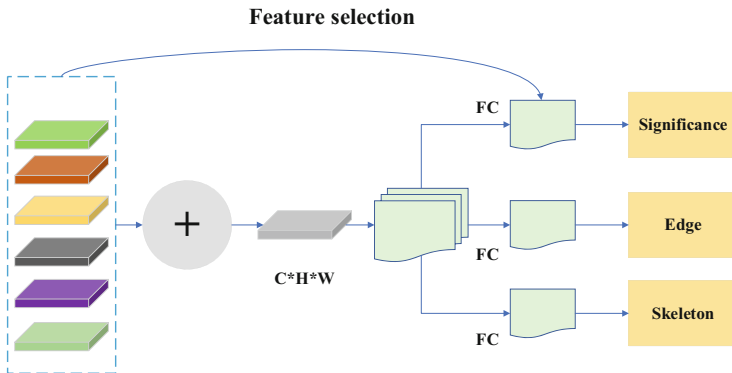 Feature selection
FC
Significance
+
C*H*W
FC
Edge
FC
Skeleton